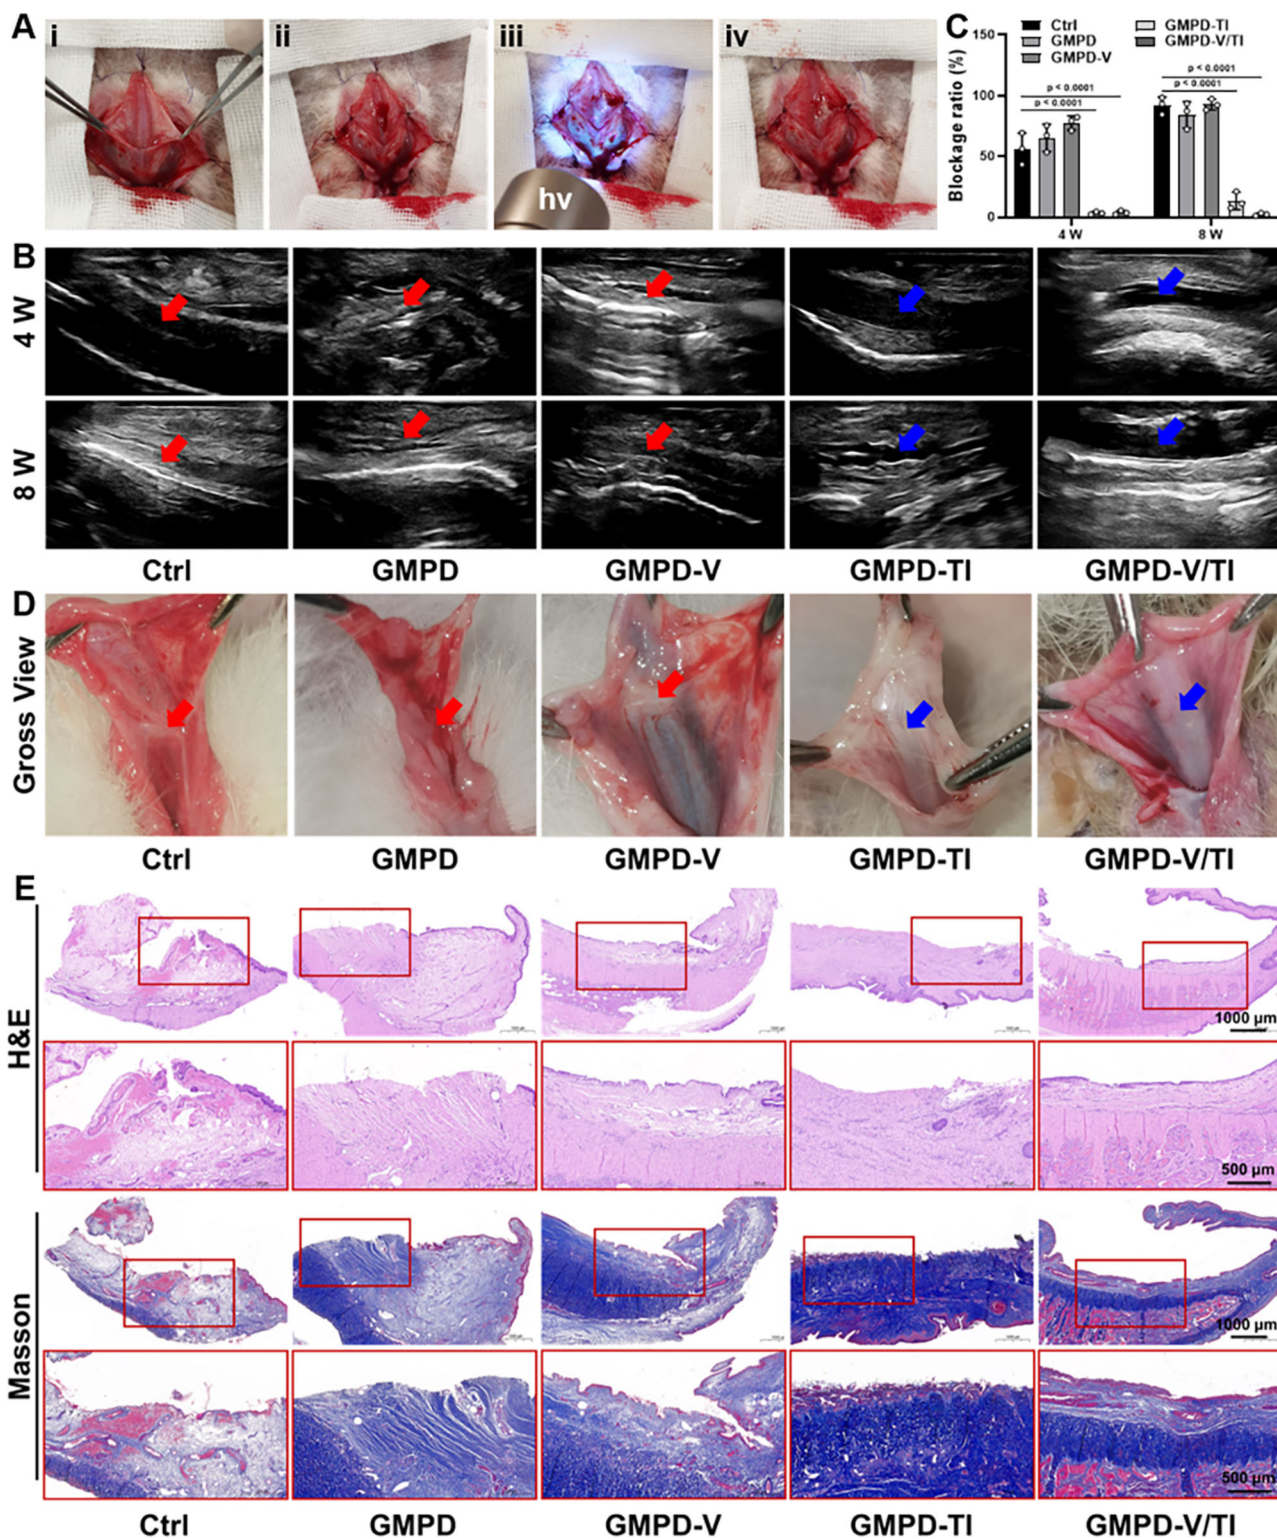 A
i
ii
iii
hv
iv
C
Blockage ratio (%)
150
100
50
0
Ctrl
GMPD
GMPD-V
GMPD-TI
GMPD-V/TI
p < 0.0001
p < 0.0001
p < 0.0001
p < 0.0001
4 W
8 W
B
4 W
8 W
Ctrl
GMPD
GMPD-V
GMPD-TI
GMPD-V/TI
D
Gross View
Ctrl
GMPD
GMPD-V
GMPD-TI
GMPD-V/TI
E
H&E
1000 μm
500 μm
Masson
1000 μm
500 μm
Ctrl
GMPD
GMPD-V
GMPD-TI
GMPD-V/TI